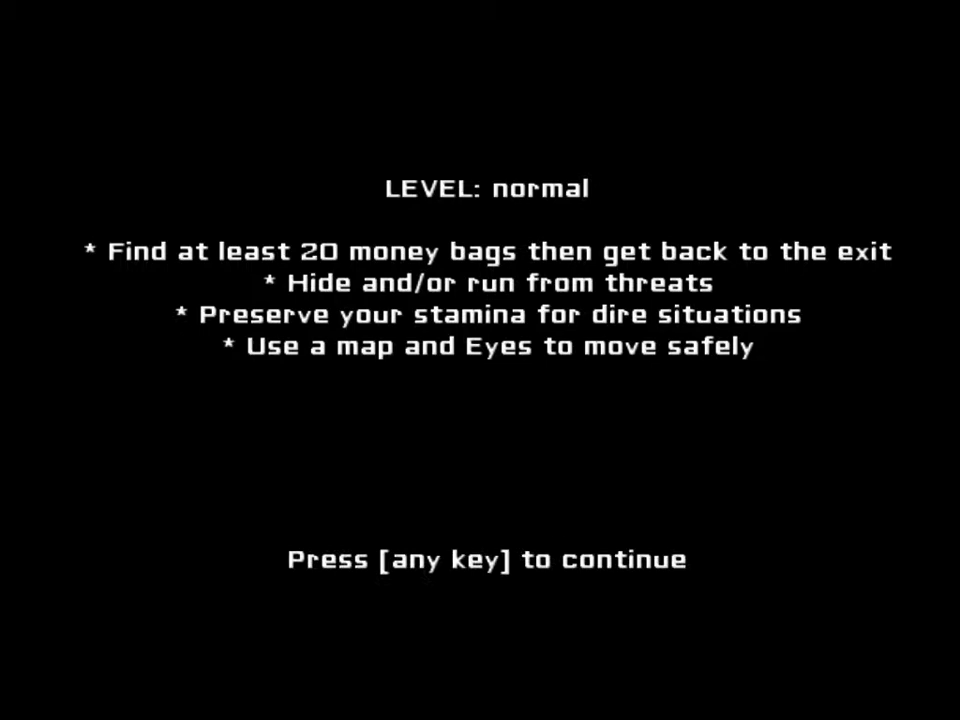 LEVEL: normal
* Find at least 20 money bags then get back to the exit
* Hide and/or run from threats
* Preserve your stamina for dire situations
* Use a map and Eyes to move safely
Press [any key] to continue